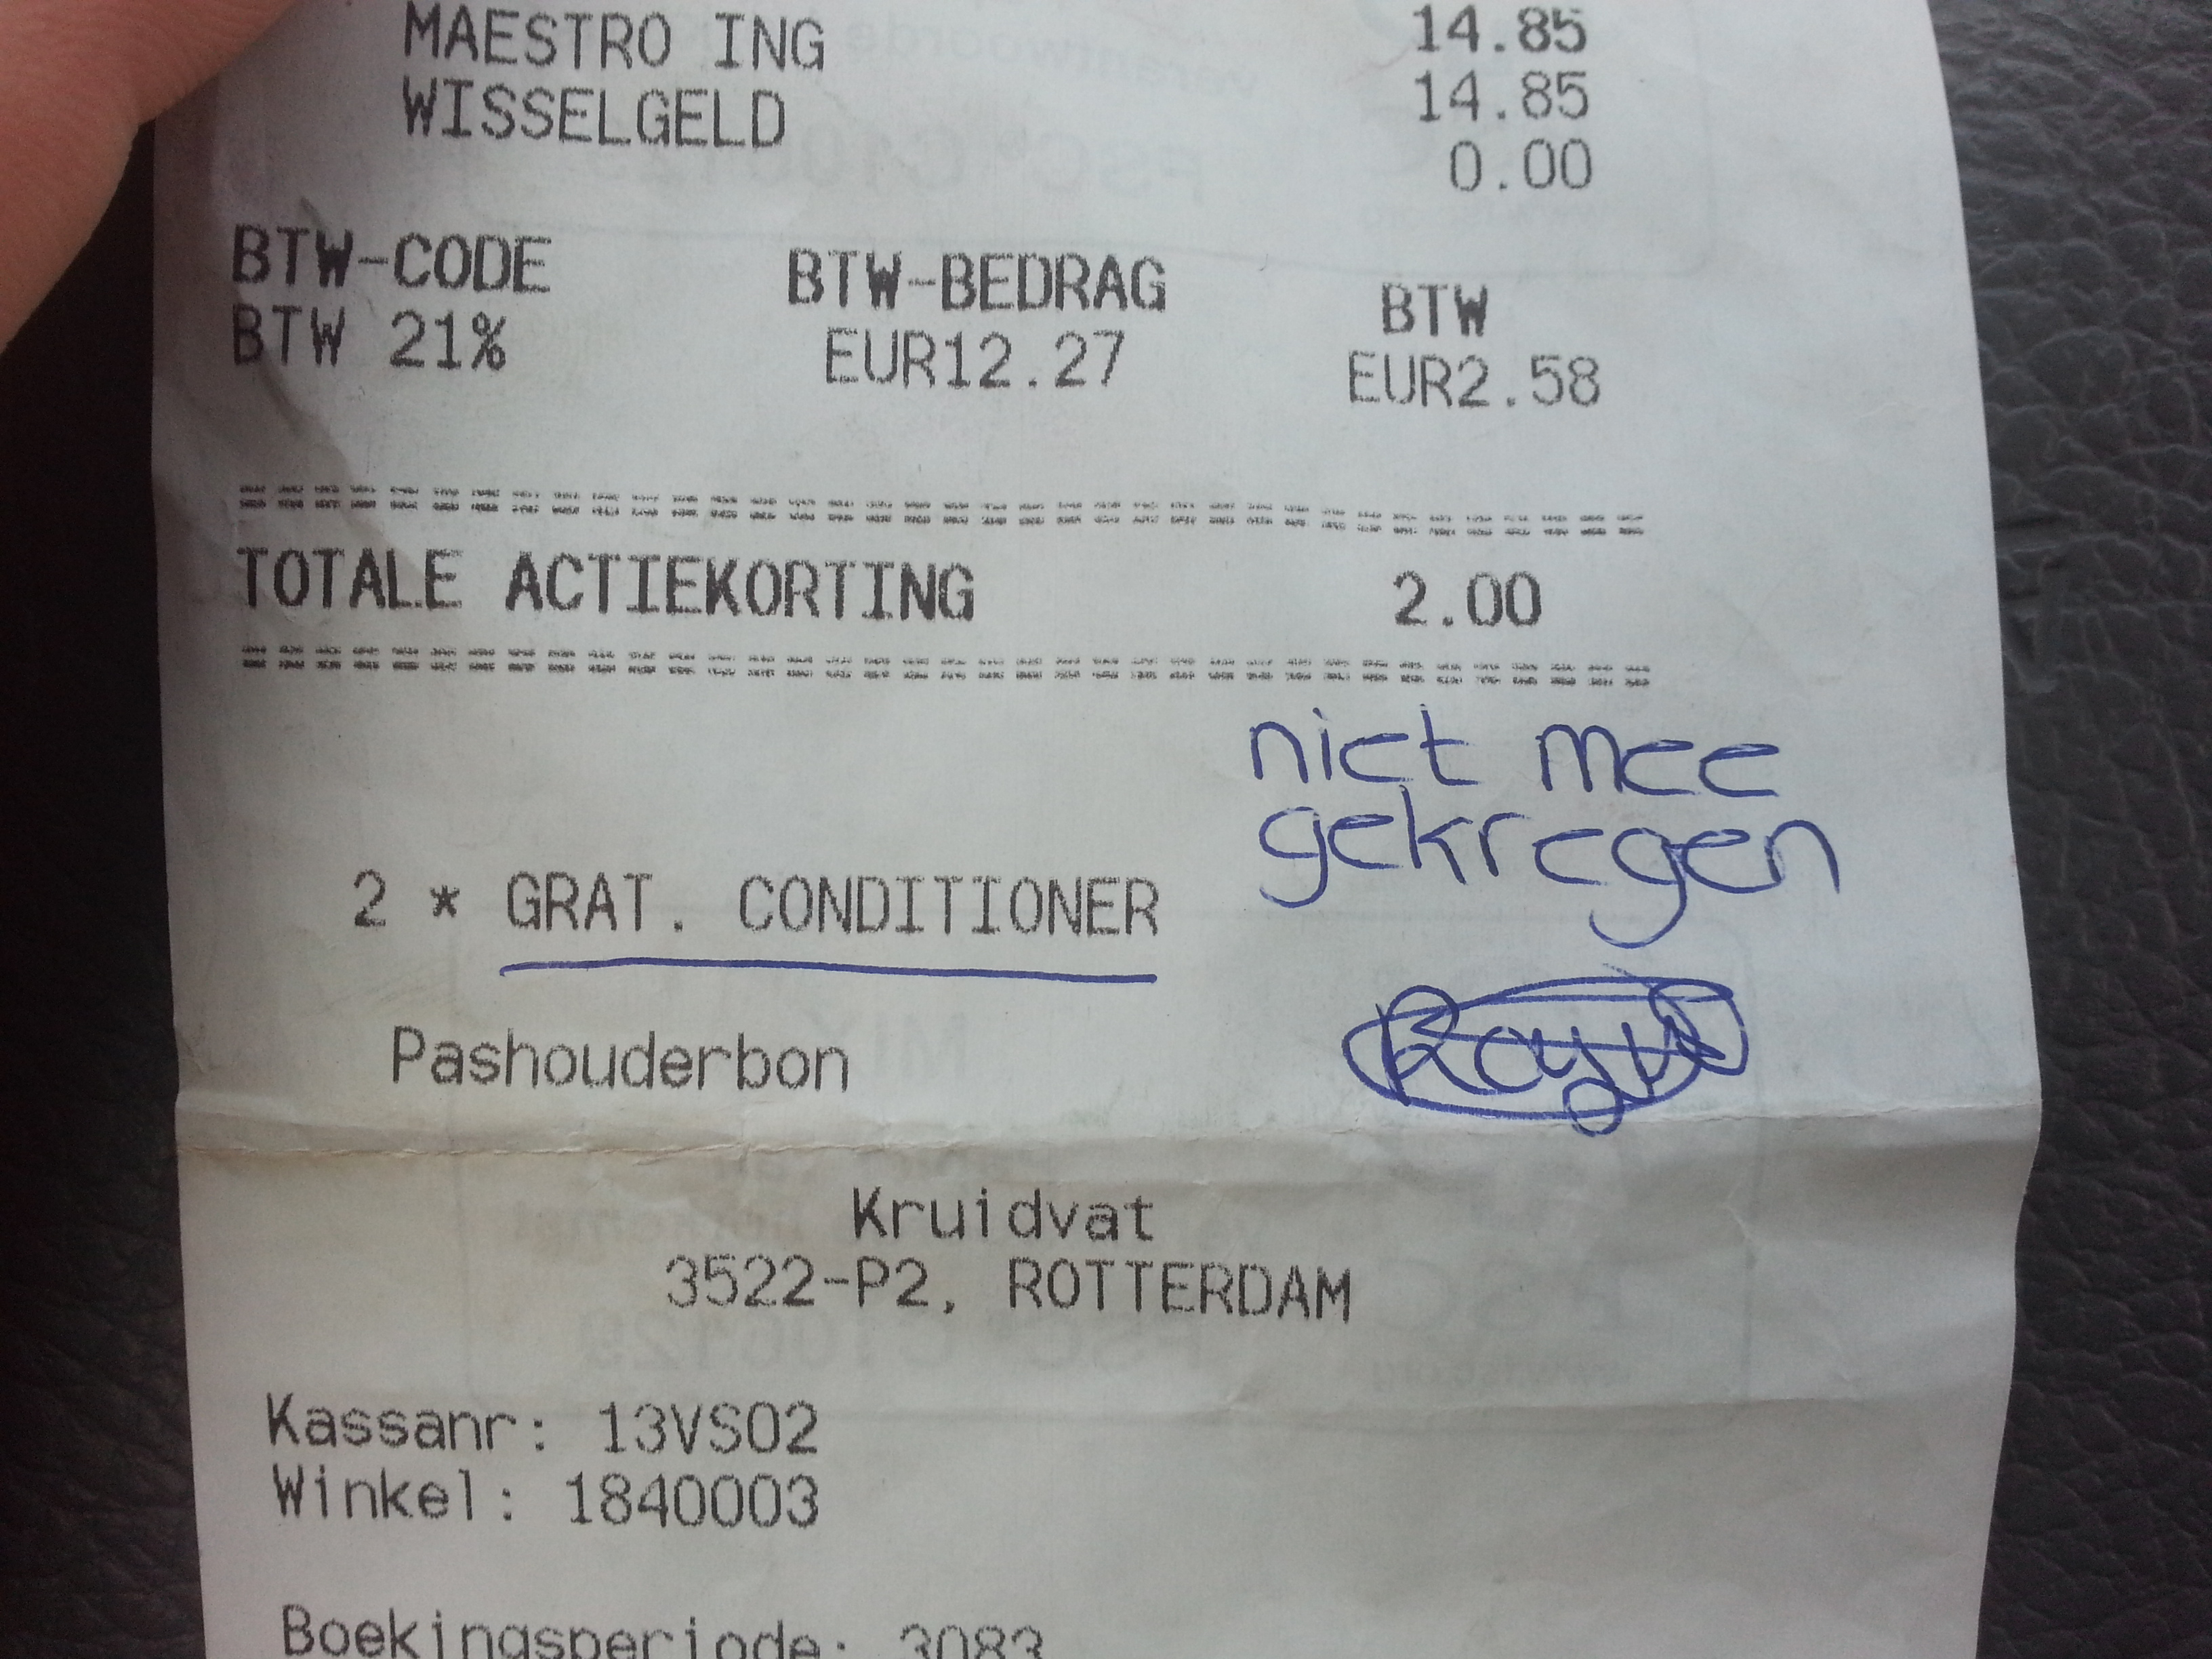 14.85
MAESTRO ING 14.85
WISSELGELD 0.00
BTW-CODE BTW-BEDRAG BTW
BTW 21% EUR12.27 EUR2.58
TOTALE ACTIEKORTING 2.00
niet mee
gekregen
2 * GRAT. CONDITIONER
Pashouderbon
Kruidvat
3522-P2, ROTTERDAM
Kassanr: 13VS02
Winkel: 1840003
Boekingsperiode: 3083